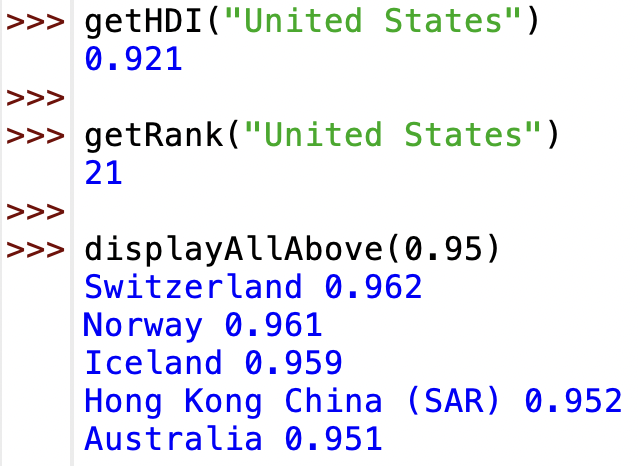 >>> getHDI("United States")
0.921
>>>
>>> getRank("United States")
21
>>>
>>> displayAllAbove(0.95)
Switzerland 0.962
Norway 0.961
Iceland 0.959
Hong Kong China (SAR) 0.952
Australia 0.951